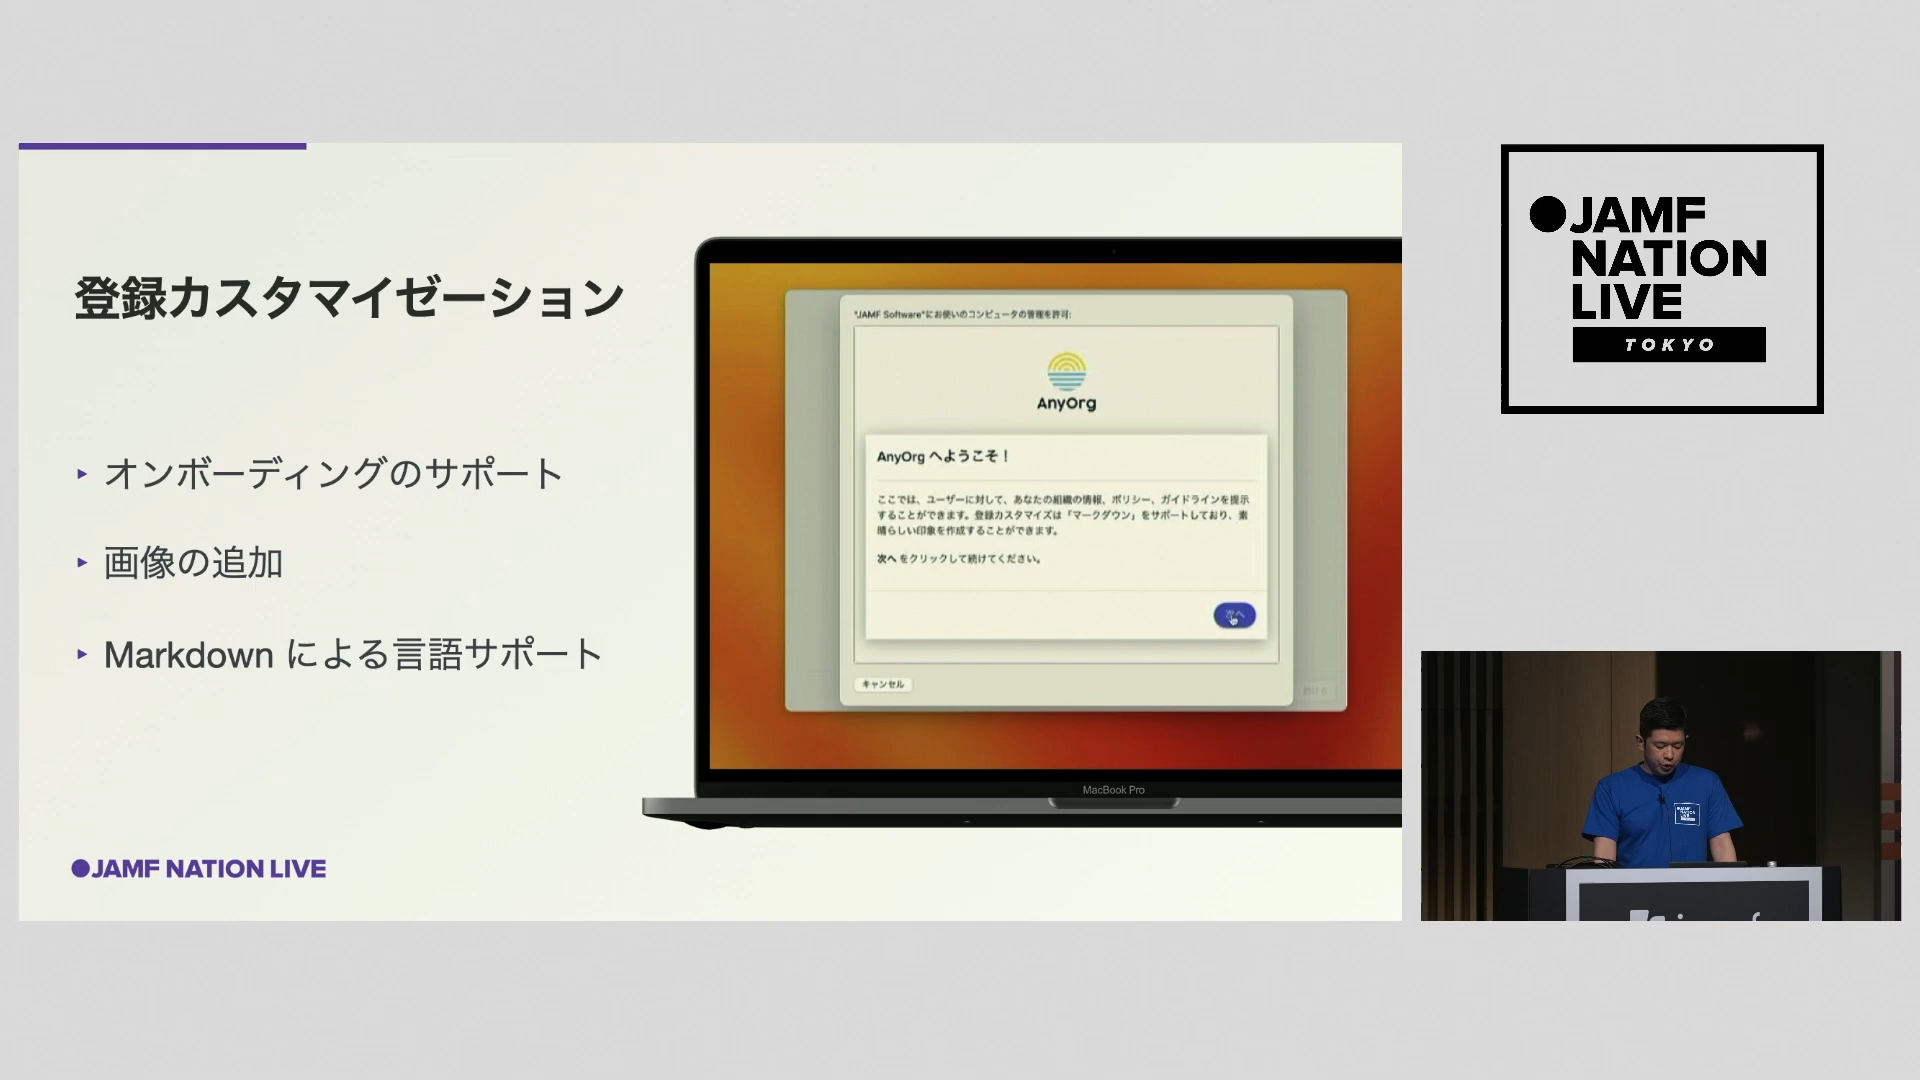 登録カスタマイゼーション
オンボーディングのサポート
画像の追加
Markdown による言語サポート
JAMF NATION LIVE
"JAMF Software"にお使いのコンピュータの管理を許可:
AnyOrg
AnyOrg へようこそ！
ここでは、ユーザーに対して、あなたの組織の情報、ポリシー、ガイドラインを提示
することができます。登録カスタマイズは「マークダウン」をサポートしており、素
晴らしい印象を作成することができます。
次へ をクリックして続けてください。
次へ
キャンセル
MacBook Pro
JAMF
NATION
LIVE
TOKYO